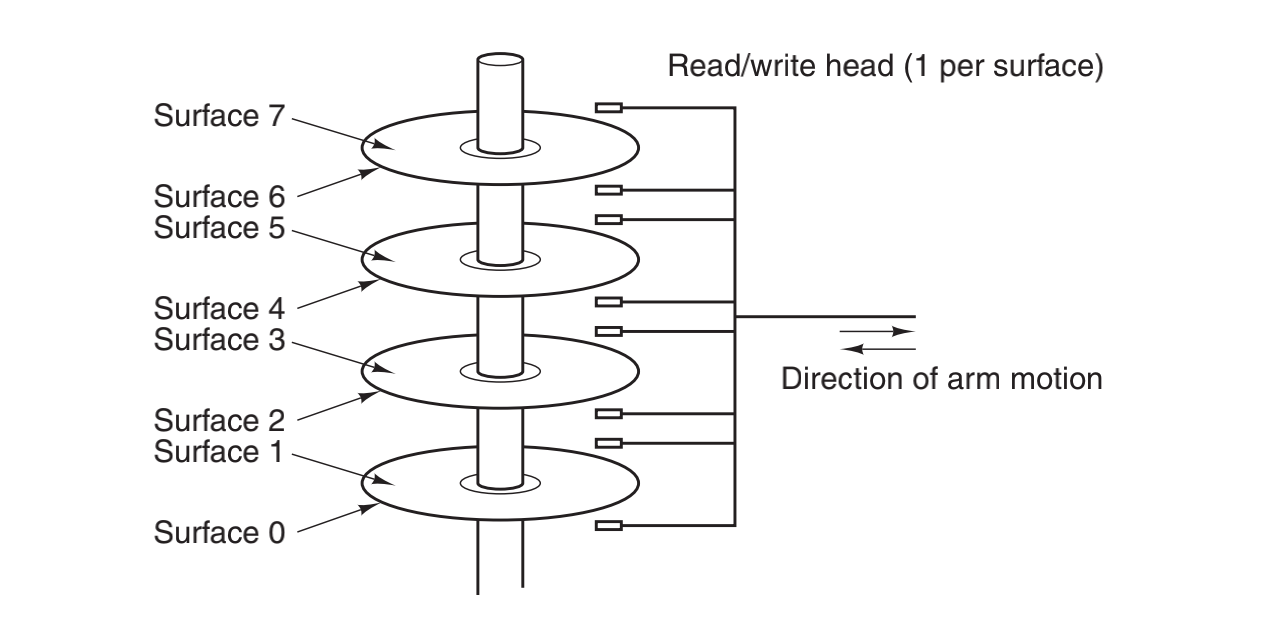 Read/write head (1 per surface)
Surface 7
Surface 6
Surface 5
Surface 4
Surface 3
Direction of arm motion
Surface 2
Surface 1
Surface 0